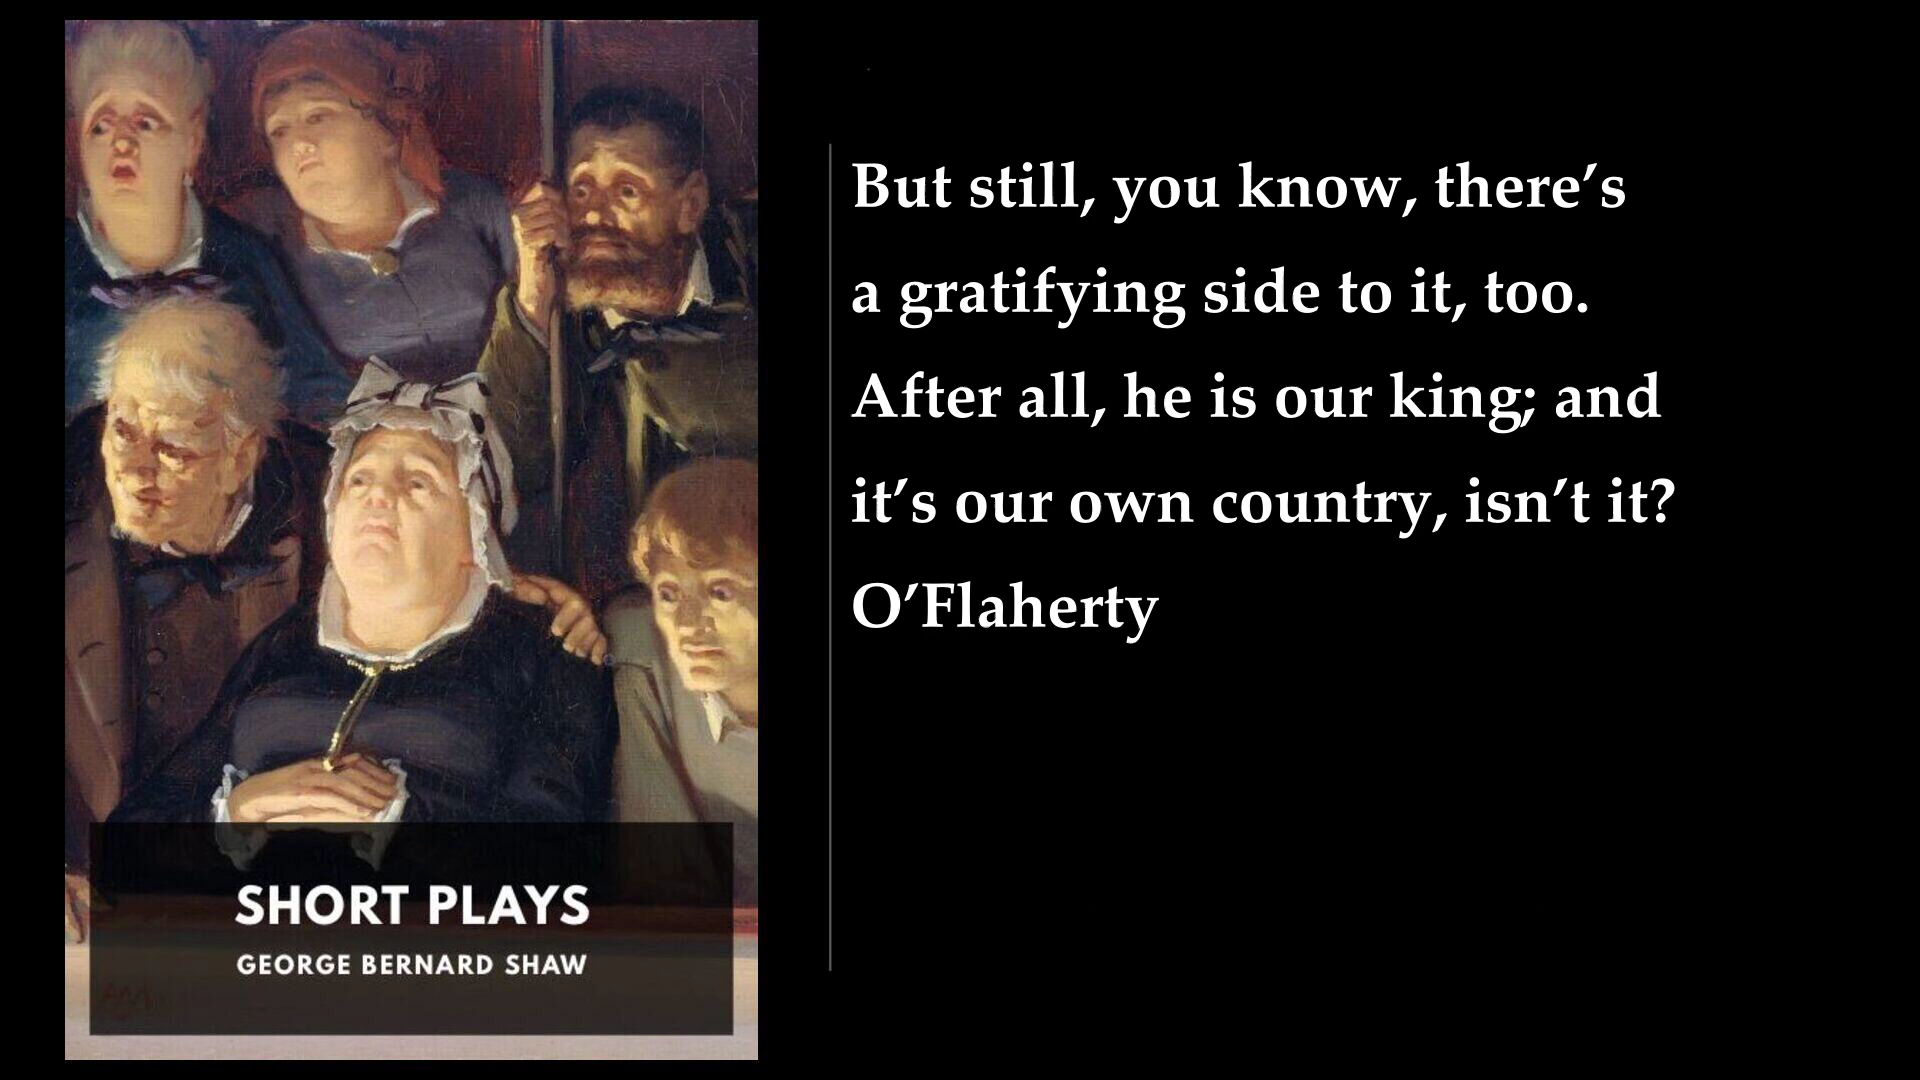 But still, you know, there’s
a gratifying side to it, too.
After all, he is our king; and
it’s our own country, isn’t it?
O’Flaherty
SHORT PLAYS
GEORGE BERNARD SHAW